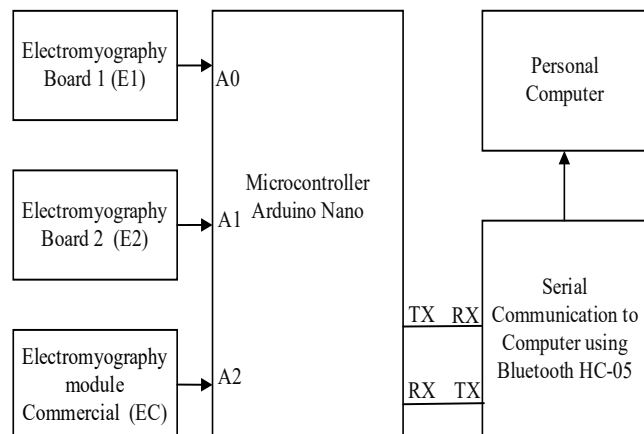 Electromyography
Board 1 (E1)
A0
Electromyography
Board 2 (E2)
A1
Electromyography
module
Commercial (EC)
A2
Microcontroller
Arduino Nano
TX RX
RX TX
Personal
Computer
Serial
Communication to
Computer using
Bluetooth HC-05